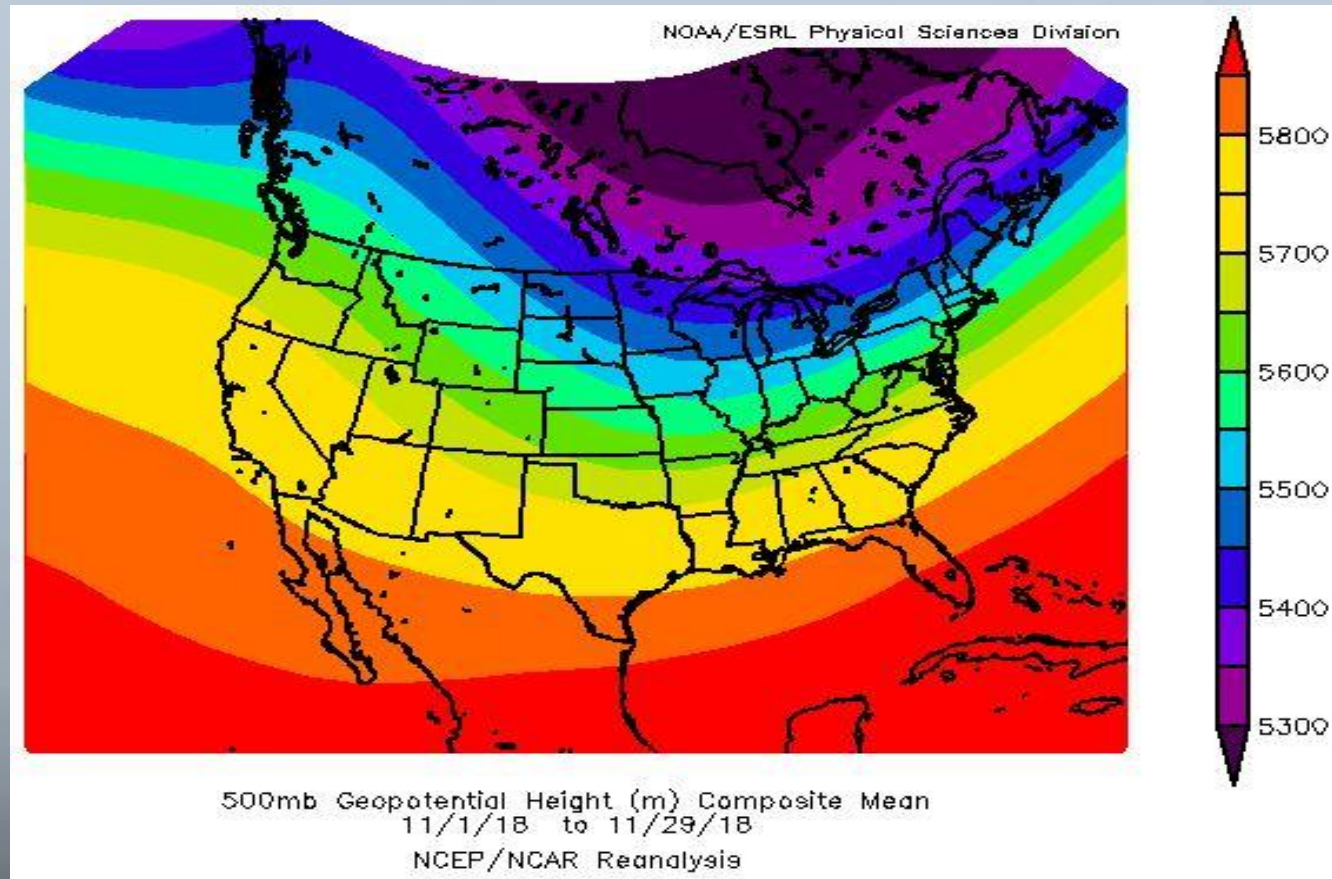 NOAA/ESRL Physical Sciences Division
5800
5700
5600
5500
5400
5300
500mb Geopotential Height (m) Composite Mean
11/1/18 to 11/29/18
NCEP/NCAR Reanalysis